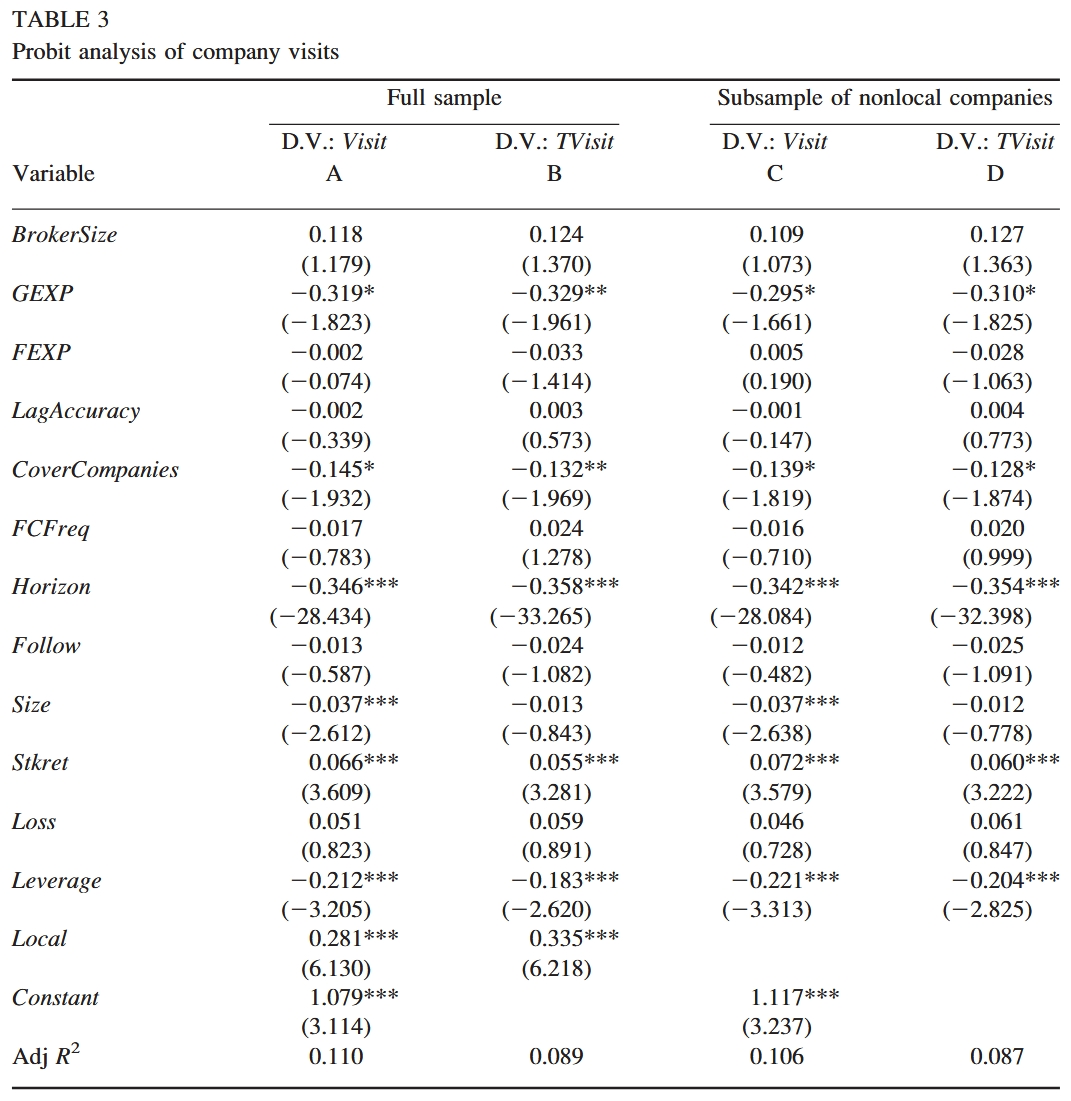 TABLE 3
Probit analysis of company visits
Full sample Subsample of nonlocal companies
D.V.: Visit D.V.: TVisit D.V.: Visit D.V.: TVisit
Variable A B C D
BrokerSize 0.118 0.124 0.109 0.127
(1.179) (1.370) (1.073) (1.363)
GEXP −0.319* −0.329** −0.295* −0.310*
(−1.823) (−1.961) (−1.661) (−1.825)
FEXP −0.002 −0.033 0.005 −0.028
(−0.074) (−1.414) (0.190) (−1.063)
LagAccuracy −0.002 0.003 −0.001 0.004
(−0.339) (0.573) (−0.147) (0.773)
CoverCompanies −0.145* −0.132** −0.139* −0.128*
(−1.932) (−1.969) (−1.819) (−1.874)
FCFreq −0.017 0.024 −0.016 0.020
(−0.783) (1.278) (−0.710) (0.999)
Horizon −0.346*** −0.358*** −0.342*** −0.354***
(−28.434) (−33.265) (−28.084) (−32.398)
Follow −0.013 −0.024 −0.012 −0.025
(−0.587) (−1.082) (−0.482) (−1.091)
Size −0.037*** −0.013 −0.037*** −0.012
(−2.612) (−0.843) (−2.638) (−0.778)
Stkret 0.066*** 0.055*** 0.072*** 0.060***
(3.609) (3.281) (3.579) (3.222)
Loss 0.051 0.059 0.046 0.061
(0.823) (0.891) (0.728) (0.847)
Leverage −0.212*** −0.183*** −0.221*** −0.204***
(−3.205) (−2.620) (−3.313) (−2.825)
Local 0.281*** 0.335***
(6.130) (6.218)
Constant 1.079*** 1.117***
(3.114) (3.237)
Adj R² 0.110 0.089 0.106 0.087